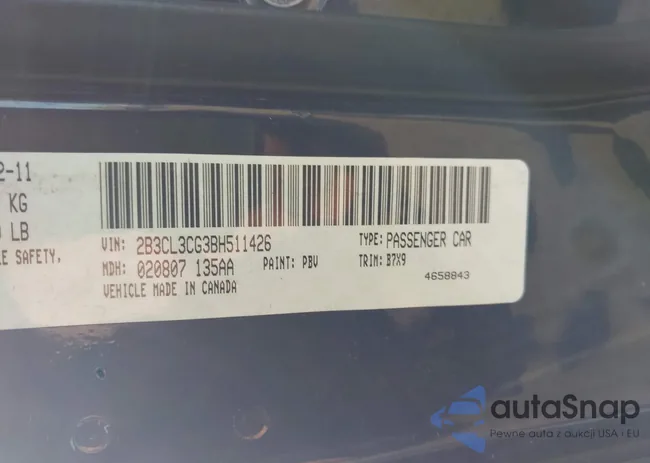 2-11
KG
LB
E SAFETY,
VIN: 2B3CL3CG3BH511426
TYPE: PASSENGER CAR
MDH: 020807 135AA
PAINT: PBV
TRIM: B7X9
VEHICLE MADE IN CANADA
4658843
autaSnap
Pewne auta z aukcji USA i EU